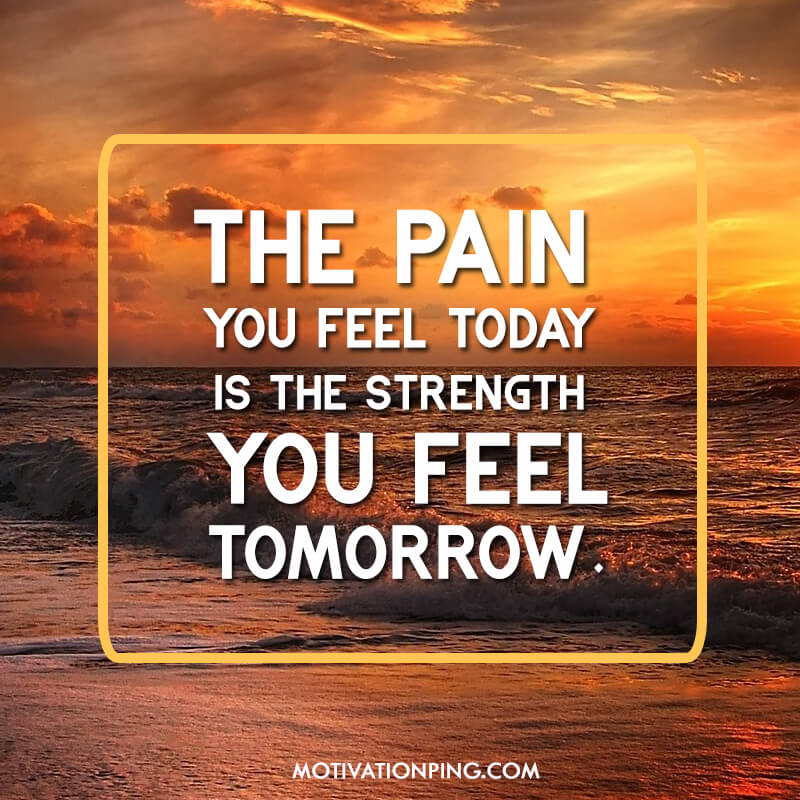 THE PAIN
YOU FEEL TODAY
IS THE STRENGTH
YOU FEEL
TOMORROW.
MOTIVATIONPING.COM